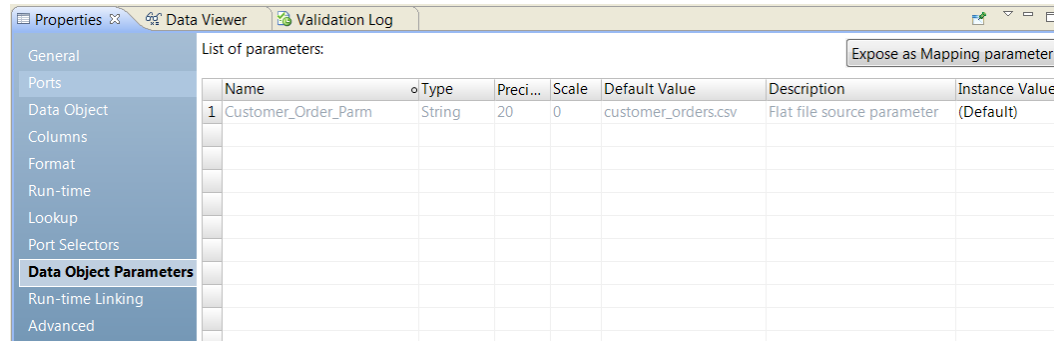 Properties Data Viewer Validation Log
General
Ports
Data Object
Columns
Format
Run-time
Lookup
Port Selectors
Data Object Parameters
Run-time Linking
Advanced
List of parameters:
Expose as Mapping parameter
Name Type Preci... Scale Default Value Description Instance Value
1 Customer_Order_Parm String 20 0 customer_orders.csv Flat file source parameter (Default)